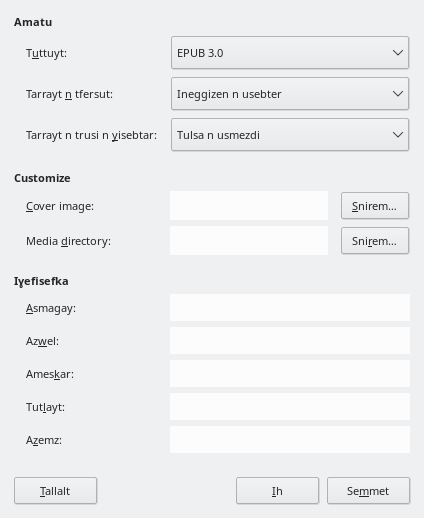 Amatu
Tuttuyt:
EPUB 3.0
Tarrayt n tfersut:
Ineggizen n usebter
Tarrayt n trusi n yisebtar:
Tulsa n usmezdi
Customize
Cover image:
Snirem...
Media directory:
Snirem...
Iɣefisefka
Asmagay:
Azwel:
Ameskar:
Tutlayt:
Azemz:
Tallalt
Ih
Semmet